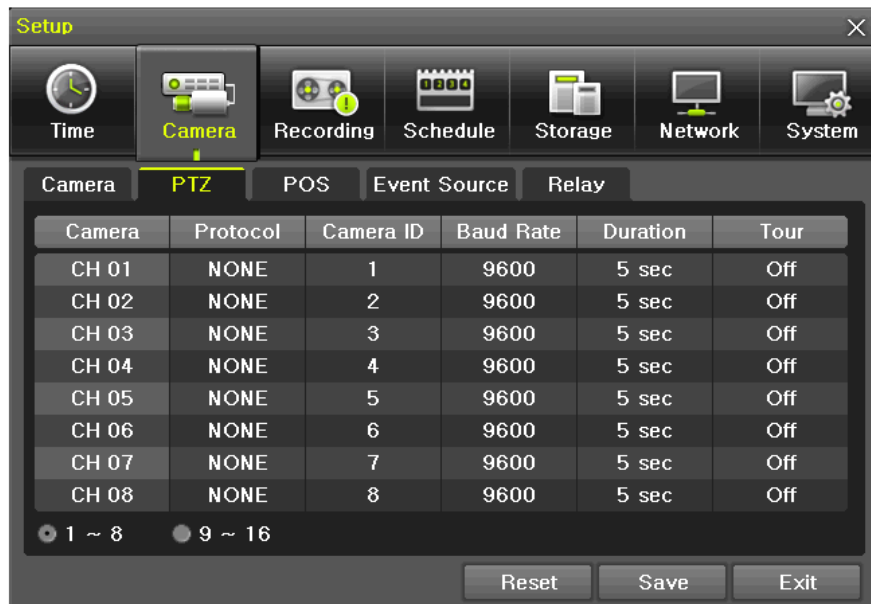 Setup
Time Camera Recording Schedule Storage Network System
Camera PTZ POS Event Source Relay
Camera Protocol Camera ID Baud Rate Duration Tour
CH 01 NONE 1 9600 5 sec Off
CH 02 NONE 2 9600 5 sec Off
CH 03 NONE 3 9600 5 sec Off
CH 04 NONE 4 9600 5 sec Off
CH 05 NONE 5 9600 5 sec Off
CH 06 NONE 6 9600 5 sec Off
CH 07 NONE 7 9600 5 sec Off
CH 08 NONE 8 9600 5 sec Off
1 ~ 8 9 ~ 16
Reset Save Exit